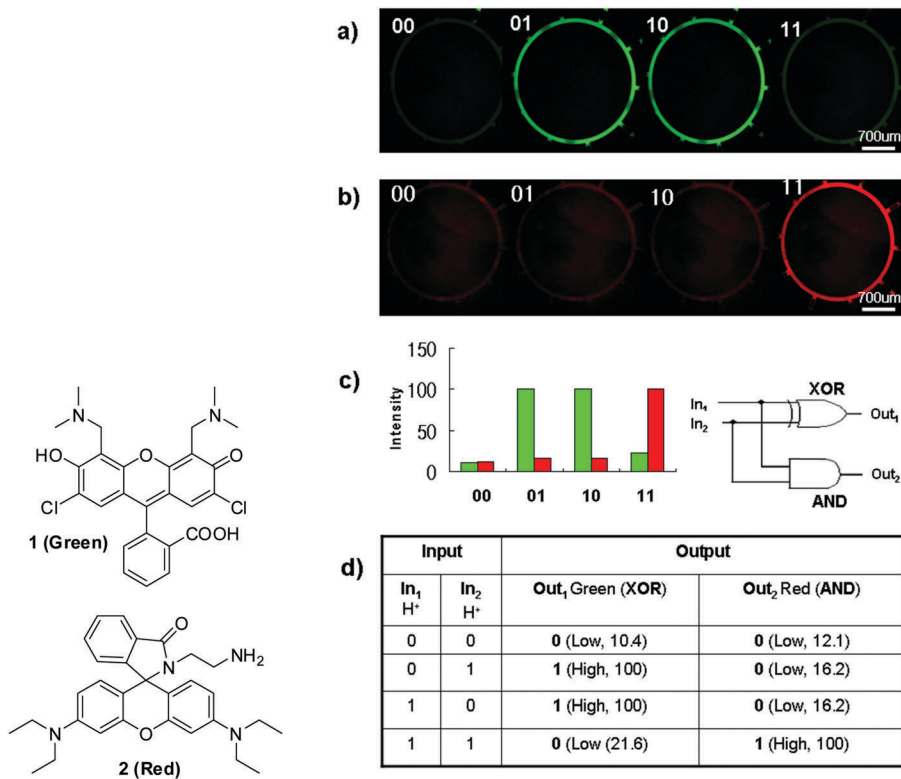 a)
00 01 10 11
700um
b)
00 01 10 11
700um
c)
Intensity
150
100
50
0
00 01 10 11
XOR
In₁
In₂
Out₁
Out₂
AND
N N
HO O O
Cl Cl
COOH
1 (Green)
O
N NH₂
N O N
2 (Red)
d)
Input Output
In₁ In₂ Out₁ Green (XOR) Out₂ Red (AND)
H⁺ H⁺
0 0 0 (Low, 10.4) 0 (Low, 12.1)
0 1 1 (High, 100) 0 (Low, 16.2)
1 0 1 (High, 100) 0 (Low, 16.2)
1 1 0 (Low (21.6) 1 (High, 100)